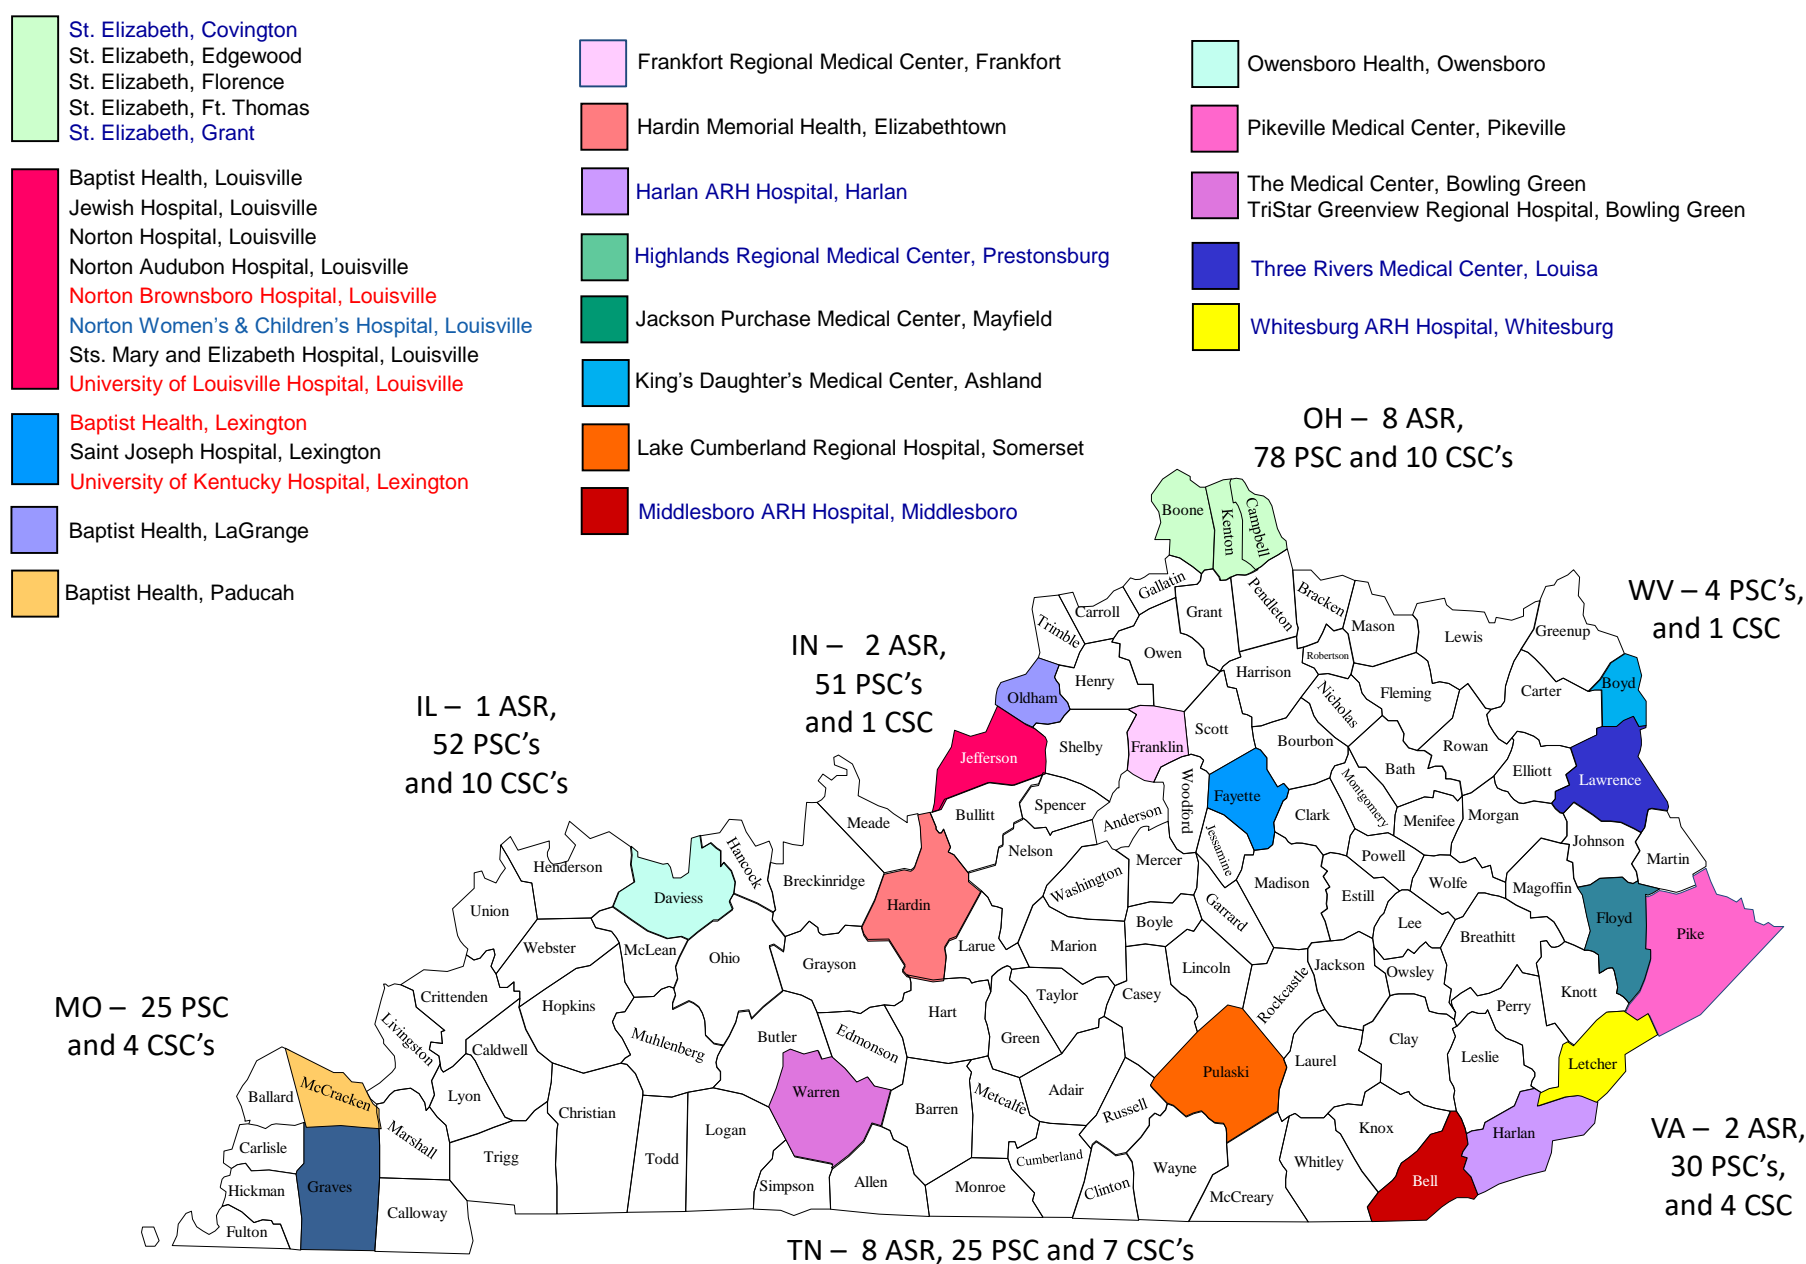 St. Elizabeth, Covington
St. Elizabeth, Edgewood
St. Elizabeth, Florence
St. Elizabeth, Ft. Thomas
St. Elizabeth, Grant
Baptist Health, Louisville
Jewish Hospital, Louisville
Norton Hospital, Louisville
Norton Audubon Hospital, Louisville
Norton Brownsboro Hospital, Louisville
Norton Women's & Children's Hospital, Louisville
Sts. Mary and Elizabeth Hospital, Louisville
University of Louisville Hospital, Louisville
Baptist Health, Lexington
Saint Joseph Hospital, Lexington
University of Kentucky Hospital, Lexington
Baptist Health, LaGrange
Baptist Health, Paducah
Frankfort Regional Medical Center, Frankfort
Hardin Memorial Health, Elizabethtown
Harlan ARH Hospital, Harlan
Highlands Regional Medical Center, Prestonsburg
Jackson Purchase Medical Center, Mayfield
King's Daughter's Medical Center, Ashland
Lake Cumberland Regional Hospital, Somerset
Middlesboro ARH Hospital, Middlesboro
Owensboro Health, Owensboro
Pikeville Medical Center, Pikeville
The Medical Center, Bowling Green
TriStar Greenview Regional Hospital, Bowling Green
Three Rivers Medical Center, Louisa
Whitesburg ARH Hospital, Whitesburg
OH – 8 ASR,
78 PSC and 10 CSC's
WV – 4 PSC's,
and 1 CSC
IN – 2 ASR,
51 PSC's
and 1 CSC
IL – 1 ASR,
52 PSC's
and 10 CSC's
MO – 25 PSC
and 4 CSC's
VA – 2 ASR,
30 PSC's,
and 4 CSC
TN – 8 ASR, 25 PSC and 7 CSC's
Boone
Kenton
Campbell
Gallatin
Carroll
Trimble
Grant
Pendleton
Bracken
Mason
Lewis
Greenup
Robertson
Owen
Henry
Oldham
Harrison
Nicholas
Fleming
Carter
Boyd
Jefferson
Shelby
Franklin
Scott
Bourbon
Rowan
Elliott
Lawrence
Bath
Montgomery
Fayette
Woodford
Anderson
Spencer
Bullitt
Meade
Clark
Menifee
Morgan
Johnson
Martin
Nelson
Mercer
Jessamine
Washington
Powell
Wolfe
Magoffin
Floyd
Pike
Hancock
Breckinridge
Henderson
Daviess
Union
Hardin
Larue
Madison
Estill
Garrard
Boyle
Marion
Lee
Breathitt
Webster
McLean
Ohio
Grayson
Lincoln
Rockcastle
Jackson
Owsley
Knott
Perry
Crittenden
Livingston
Hopkins
Muhlenberg
Butler
Edmonson
Hart
Green
Taylor
Casey
Pulaski
Laurel
Clay
Leslie
Letcher
Caldwell
Lyon
Ballard
McCracken
Marshall
Carlisle
Graves
Hickman
Fulton
Calloway
Trigg
Christian
Todd
Logan
Warren
Simpson
Allen
Barren
Metcalfe
Adair
Russell
Cumberland
Monroe
Clinton
Wayne
McCreary
Whitley
Knox
Bell
Harlan